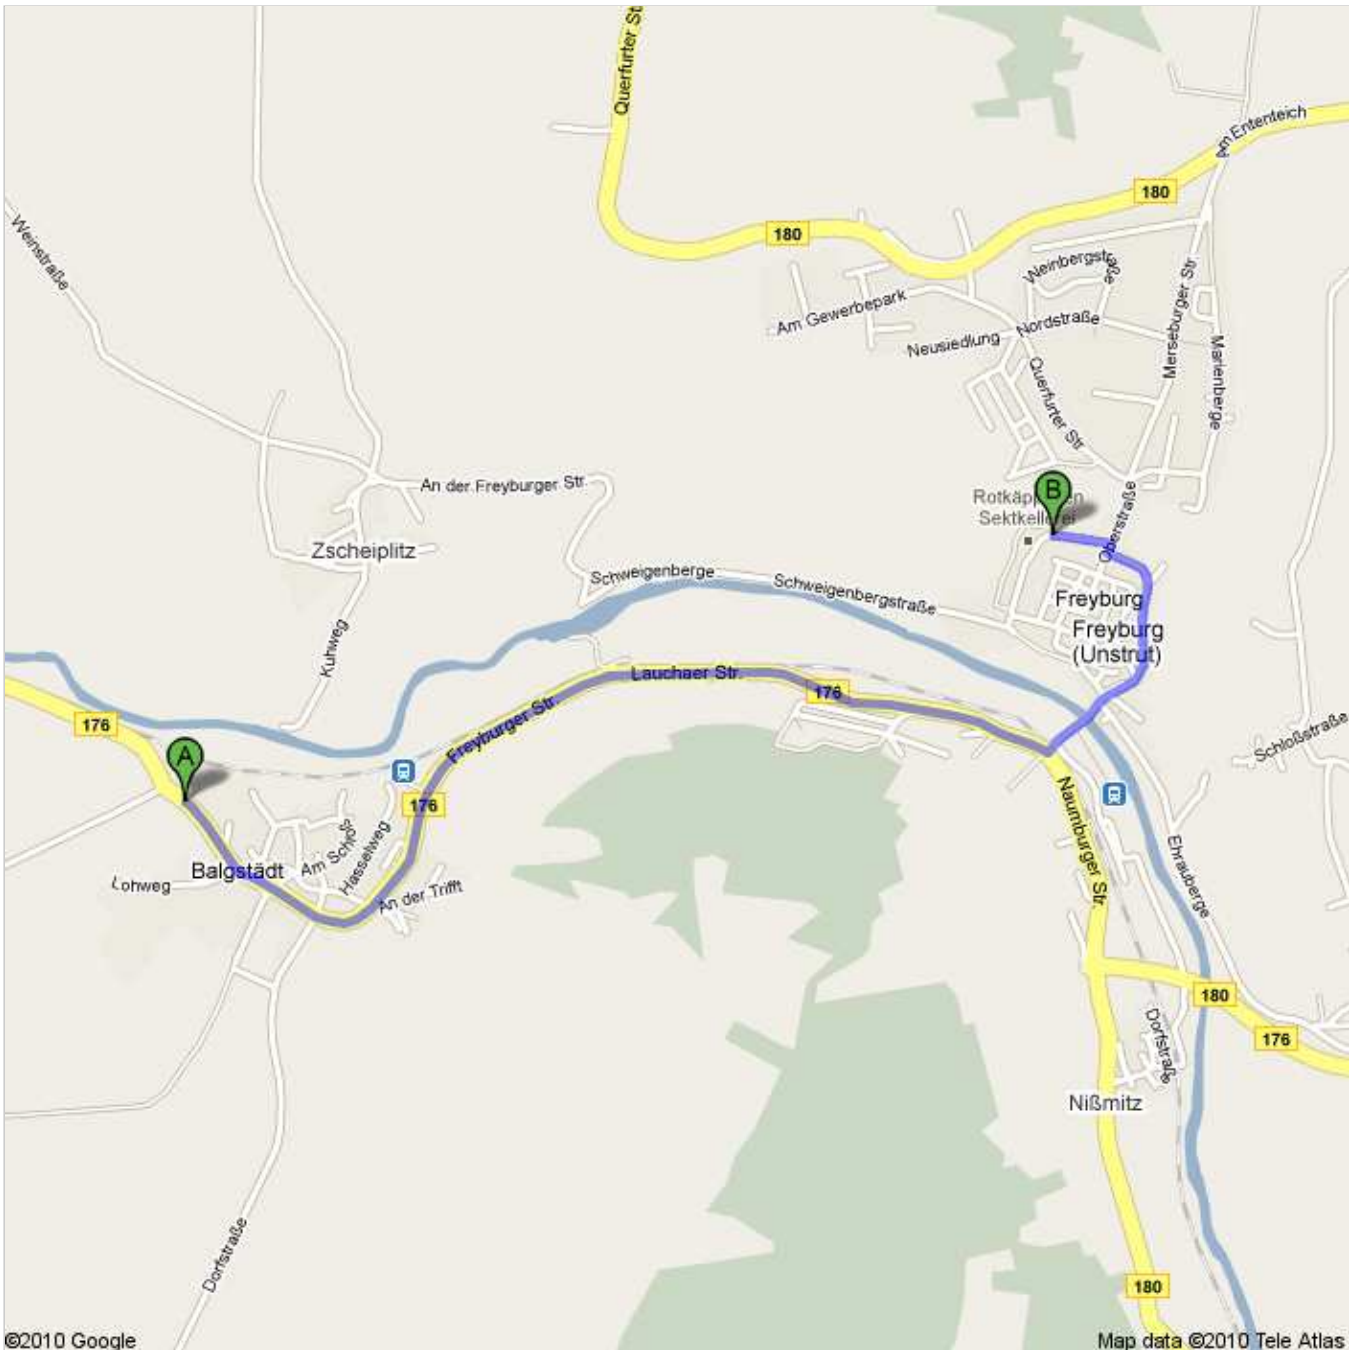 Querfurter St
Am Ententeich
180
180
Weinstraße
Weinbergstraße
Am Gewerbepark
Nordstraße
Neusiedlung
Merseburger Str.
Marienberge
Querfurter Str
An der Freyburger Str.
B
Sektkellerei
Oberstraße
Zscheiplitz
Schweigenberge
Schweigenbergstraße
Freyburg
Freyburg
(Unstrut)
Kuhweg
Lauchaer Str.
176
Freyburger Str.
176
A
Schloßstraße
176
Naumburger Str.
Ehrauberge
Am Schloß
Hasselweg
Balgstädt
Lohweg
An der Trifft
180
176
Dorfstraße
Nißmitz
Dorfstraße
180
©2010 Google
Map data ©2010 Tele Atlas